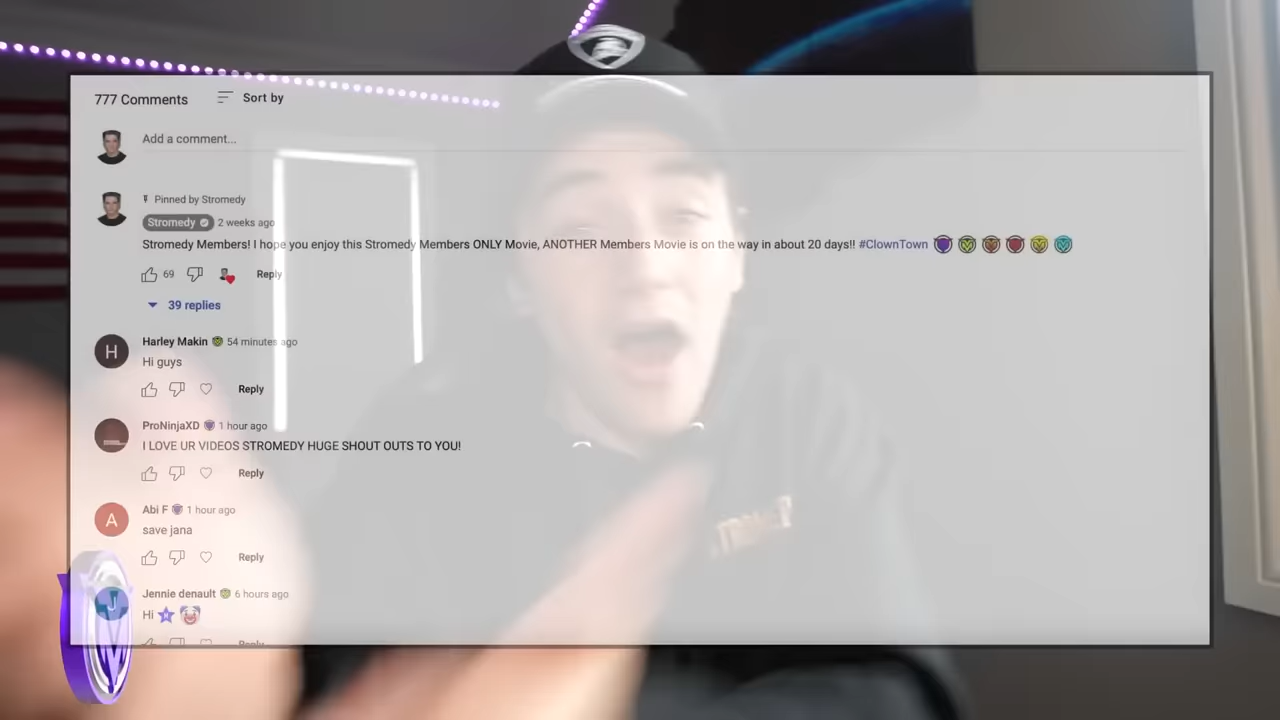 777 Comments
Sort by
Add a comment...
Pinned by Stromedy
Stromedy 2 weeks ago
Stromedy Members! I hope you enjoy this Stromedy Members ONLY Movie, ANOTHER Members Movie is on the way in about 20 days!! #ClownTown
69 Reply
39 replies
H
Harley Makin 54 minutes ago
Hi guys
Reply
ProNinjaXD 1 hour ago
I LOVE UR VIDEOS STROMEDY HUGE SHOUT OUTS TO YOU!
Reply
A
Abi F 1 hour ago
save jana
Reply
J
Jennie denault 6 hours ago
Hi
Reply